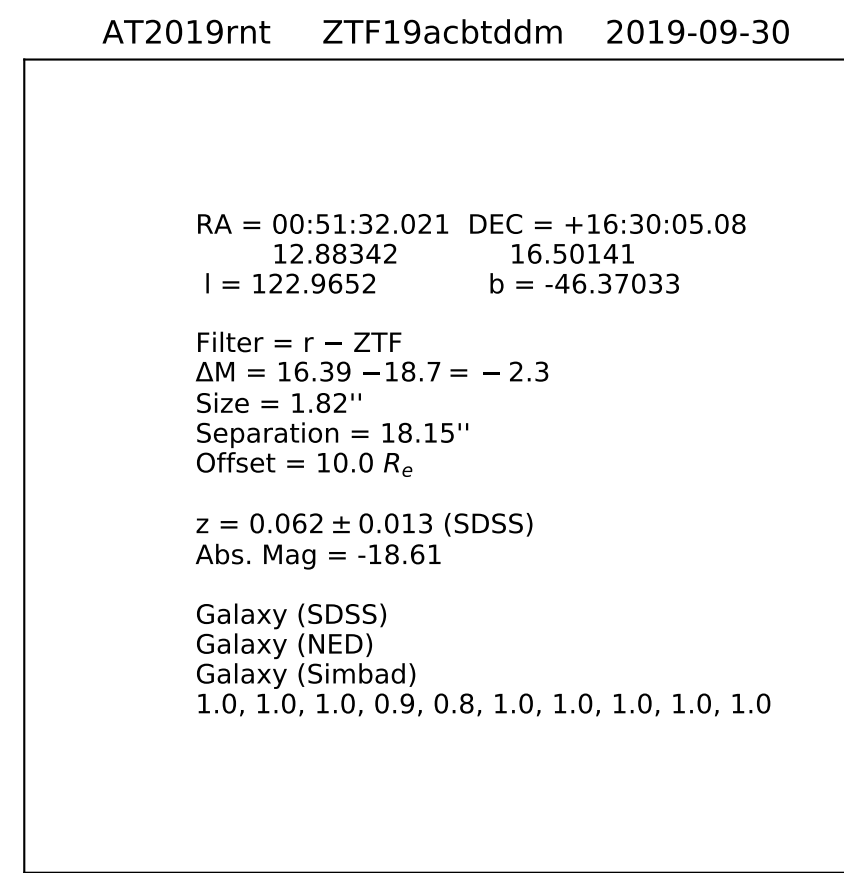 AT2019rnt ZTF19acbtddm 2019-09-30
RA = 00:51:32.021 DEC = +16:30:05.08
12.88342 16.50141
l = 122.9652 b = -46.37033
Filter = r − ZTF
ΔM = 16.39 −18.7 = − 2.3
Size = 1.82''
Separation = 18.15''
Offset = 10.0 Re
z = 0.062 ± 0.013 (SDSS)
Abs. Mag = -18.61
Galaxy (SDSS)
Galaxy (NED)
Galaxy (Simbad)
1.0, 1.0, 1.0, 0.9, 0.8, 1.0, 1.0, 1.0, 1.0, 1.0